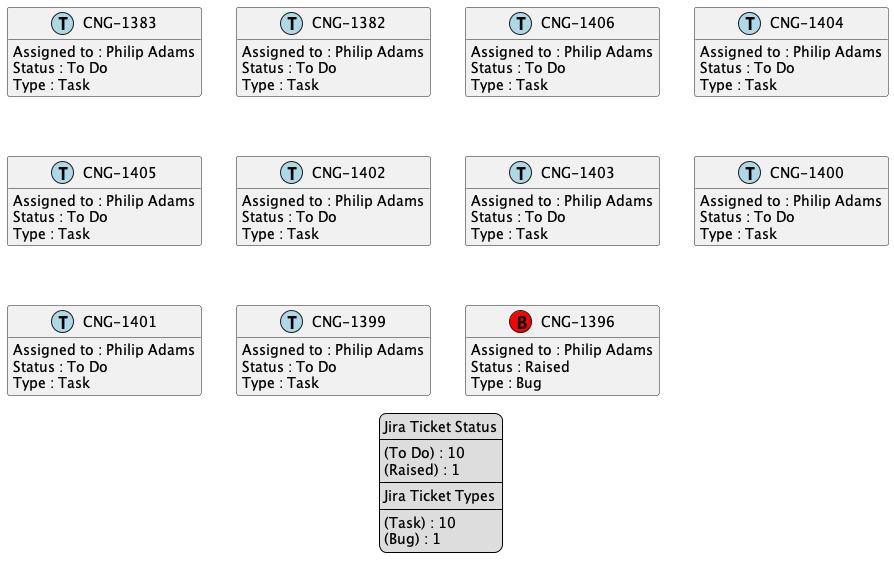 T CNG-1383
Assigned to : Philip Adams
Status : To Do
Type : Task
T CNG-1382
Assigned to : Philip Adams
Status : To Do
Type : Task
T CNG-1406
Assigned to : Philip Adams
Status : To Do
Type : Task
T CNG-1404
Assigned to : Philip Adams
Status : To Do
Type : Task
T CNG-1405
Assigned to : Philip Adams
Status : To Do
Type : Task
T CNG-1402
Assigned to : Philip Adams
Status : To Do
Type : Task
T CNG-1403
Assigned to : Philip Adams
Status : To Do
Type : Task
T CNG-1400
Assigned to : Philip Adams
Status : To Do
Type : Task
T CNG-1401
Assigned to : Philip Adams
Status : To Do
Type : Task
T CNG-1399
Assigned to : Philip Adams
Status : To Do
Type : Task
B CNG-1396
Assigned to : Philip Adams
Status : Raised
Type : Bug
Jira Ticket Status
(To Do) : 10
(Raised) : 1
Jira Ticket Types
(Task) : 10
(Bug) : 1